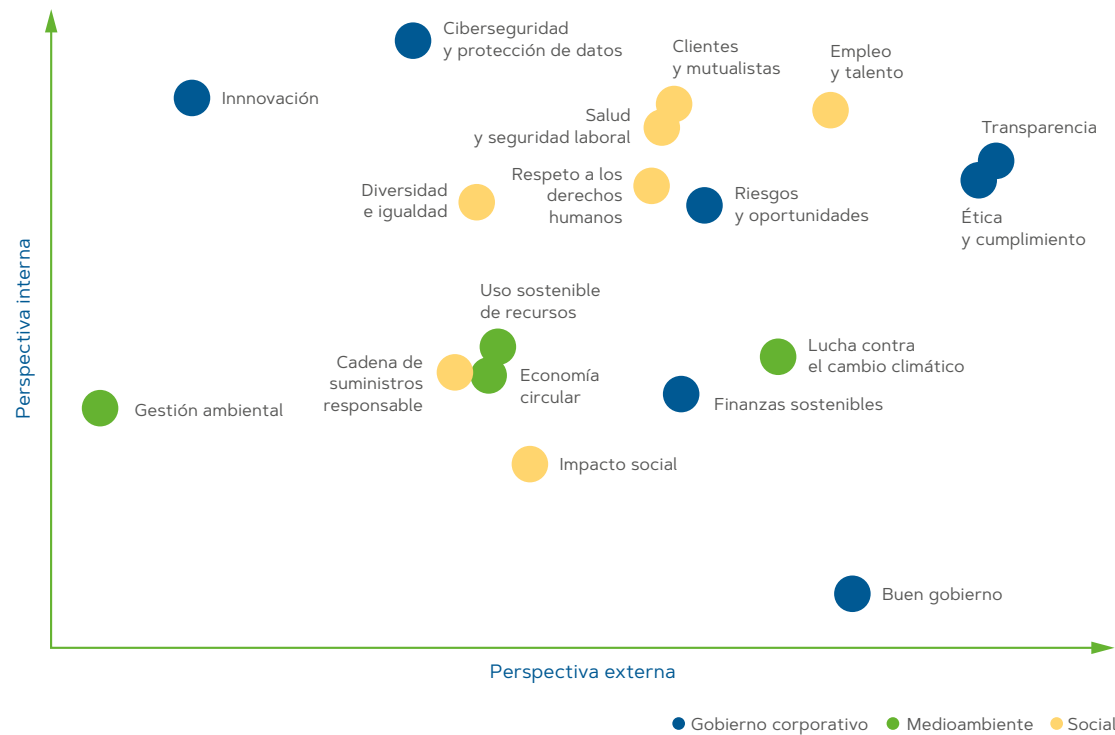 Ciberseguridad
y protección de datos
Clientes
y mutualistas
Empleo
y talento
Innnovación
Salud
y seguridad laboral
Transparencia
Respeto a los
derechos
humanos
Diversidad
e igualdad
Riesgos
y oportunidades
Ética
y cumplimiento
Perspectiva interna
Uso sostenible
de recursos
Lucha contra
el cambio climático
Cadena de
suministros
responsable
Economía
circular
Gestión ambiental
Finanzas sostenibles
Impacto social
Buen gobierno
Perspectiva externa
Gobierno corporativo
Medioambiente
Social